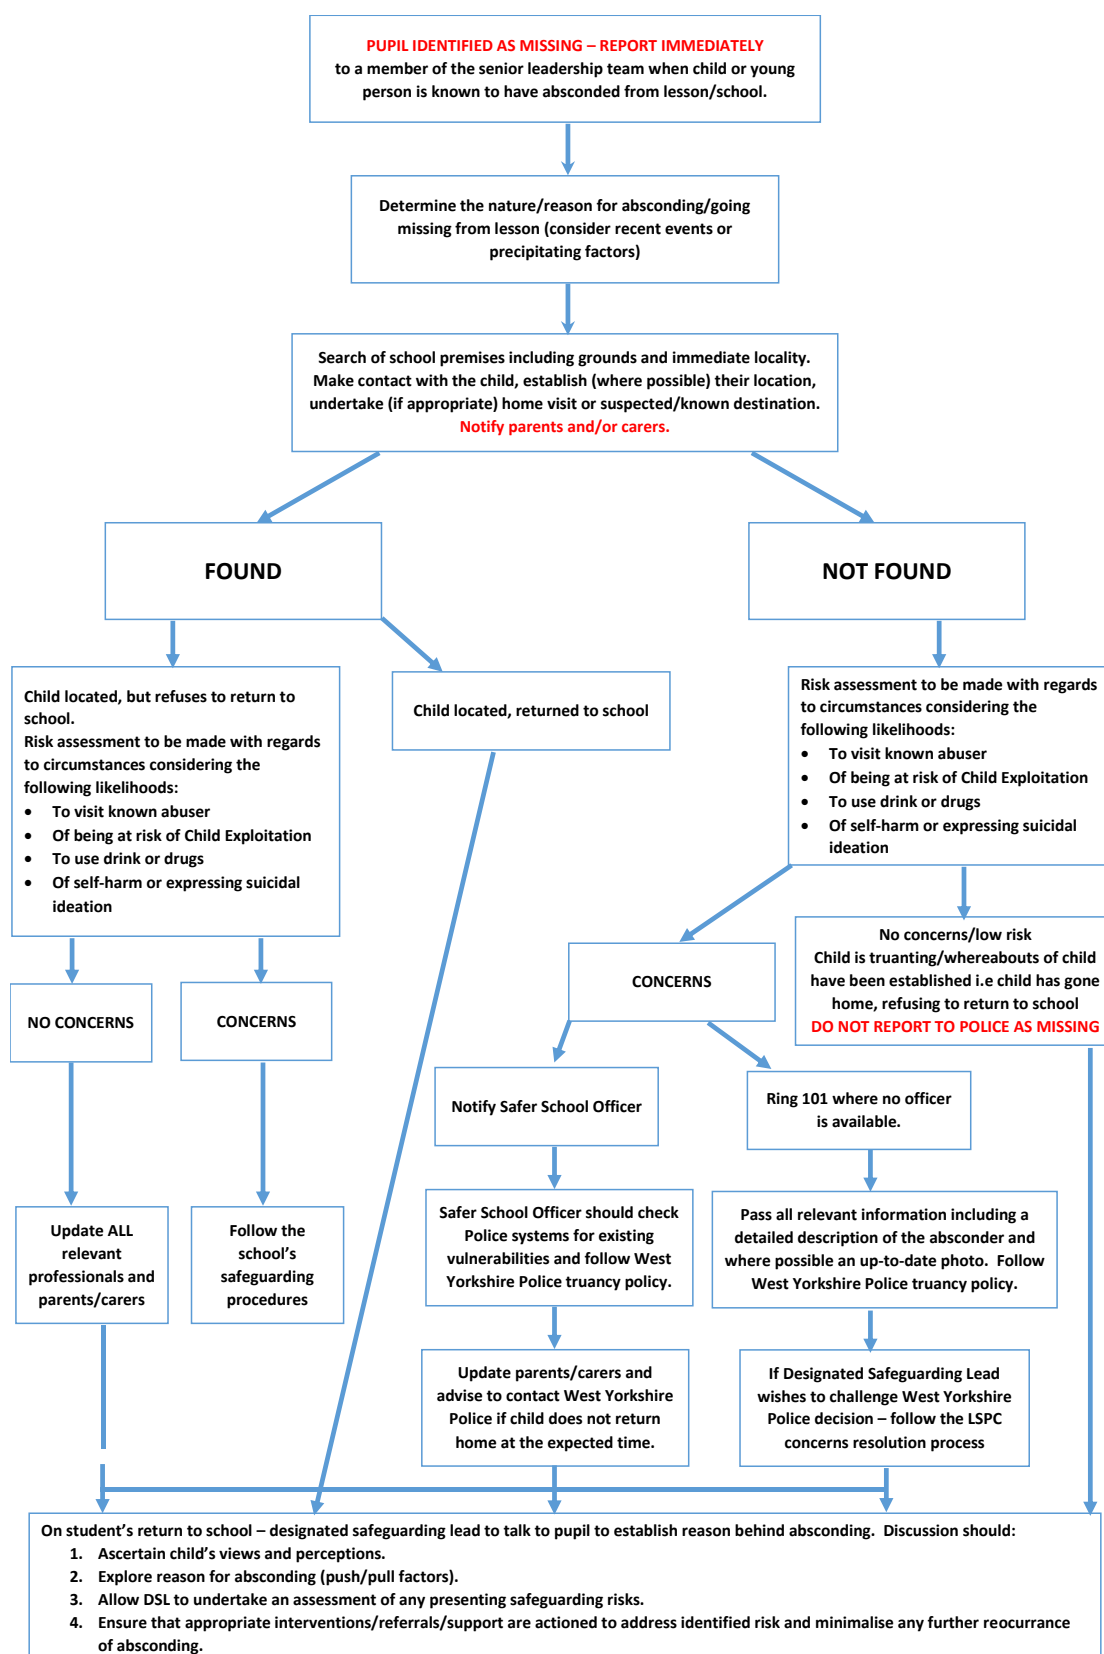 PUPIL IDENTIFIED AS MISSING – REPORT IMMEDIATELY
to a member of the senior leadership team when child or young
person is known to have absconded from lesson/school.
Determine the nature/reason for absconding/going
missing from lesson (consider recent events or
precipitating factors)
Search of school premises including grounds and immediate locality.
Make contact with the child, establish (where possible) their location,
undertake (if appropriate) home visit or suspected/known destination.
Notify parents and/or carers.
FOUND
NOT FOUND
Child located, but refuses to return to
school.
Risk assessment to be made with regards
to circumstances considering the
following likelihoods:
• To visit known abuser
• Of being at risk of Child Exploitation
• To use drink or drugs
• Of self-harm or expressing suicidal
ideation
Child located, returned to school
Risk assessment to be made with regards
to circumstances considering the
following likelihoods:
• To visit known abuser
• Of being at risk of Child Exploitation
• To use drink or drugs
• Of self-harm or expressing suicidal
ideation
NO CONCERNS
CONCERNS
CONCERNS
No concerns/low risk
Child is truanting/whereabouts of child
have been established i.e child has gone
home, refusing to return to school
DO NOT REPORT TO POLICE AS MISSING
Notify Safer School Officer
Ring 101 where no officer
is available.
Update ALL
relevant
professionals and
parents/carers
Follow the
school's
safeguarding
procedures
Safer School Officer should check
Police systems for existing
vulnerabilities and follow West
Yorkshire Police truancy policy.
Pass all relevant information including a
detailed description of the absconder and
where possible an up-to-date photo.  Follow
West Yorkshire Police truancy policy.
Update parents/carers and
advise to contact West Yorkshire
Police if child does not return
home at the expected time.
If Designated Safeguarding Lead
wishes to challenge West Yorkshire
Police decision – follow the LSPC
concerns resolution process
On student's return to school – designated safeguarding lead to talk to pupil to establish reason behind absconding.  Discussion should:
1. Ascertain child's views and perceptions.
2. Explore reason for absconding (push/pull factors).
3. Allow DSL to undertake an assessment of any presenting safeguarding risks.
4. Ensure that appropriate interventions/referrals/support are actioned to address identified risk and minimalise any further reocurrance
of absconding.